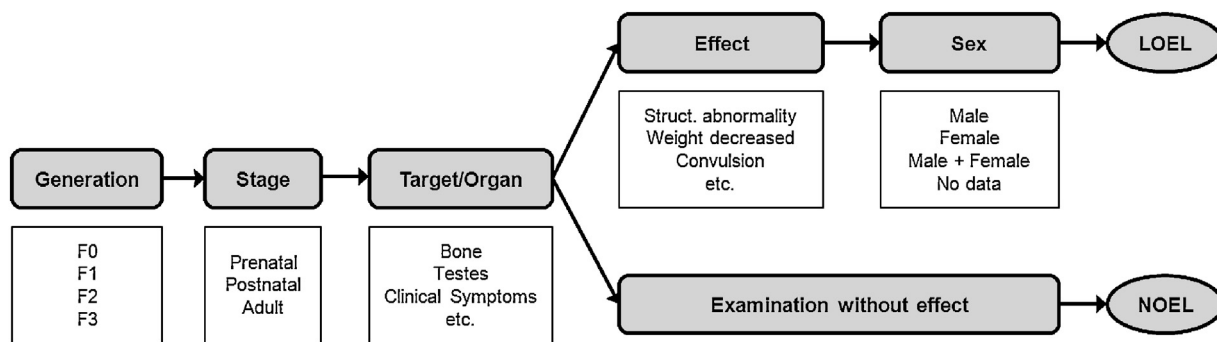 Generation
F0
F1
F2
F3
Stage
Prenatal
Postnatal
Adult
Target/Organ
Bone
Testes
Clinical Symptoms
etc.
Effect
Struct. abnormality
Weight decreased
Convulsion
etc.
Sex
Male
Female
Male + Female
No data
LOEL
Examination without effect
NOEL